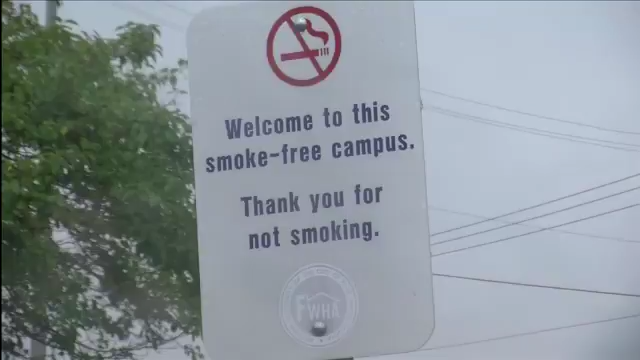 Welcome to this
smoke-free campus.
Thank you for
not smoking.
FWHA